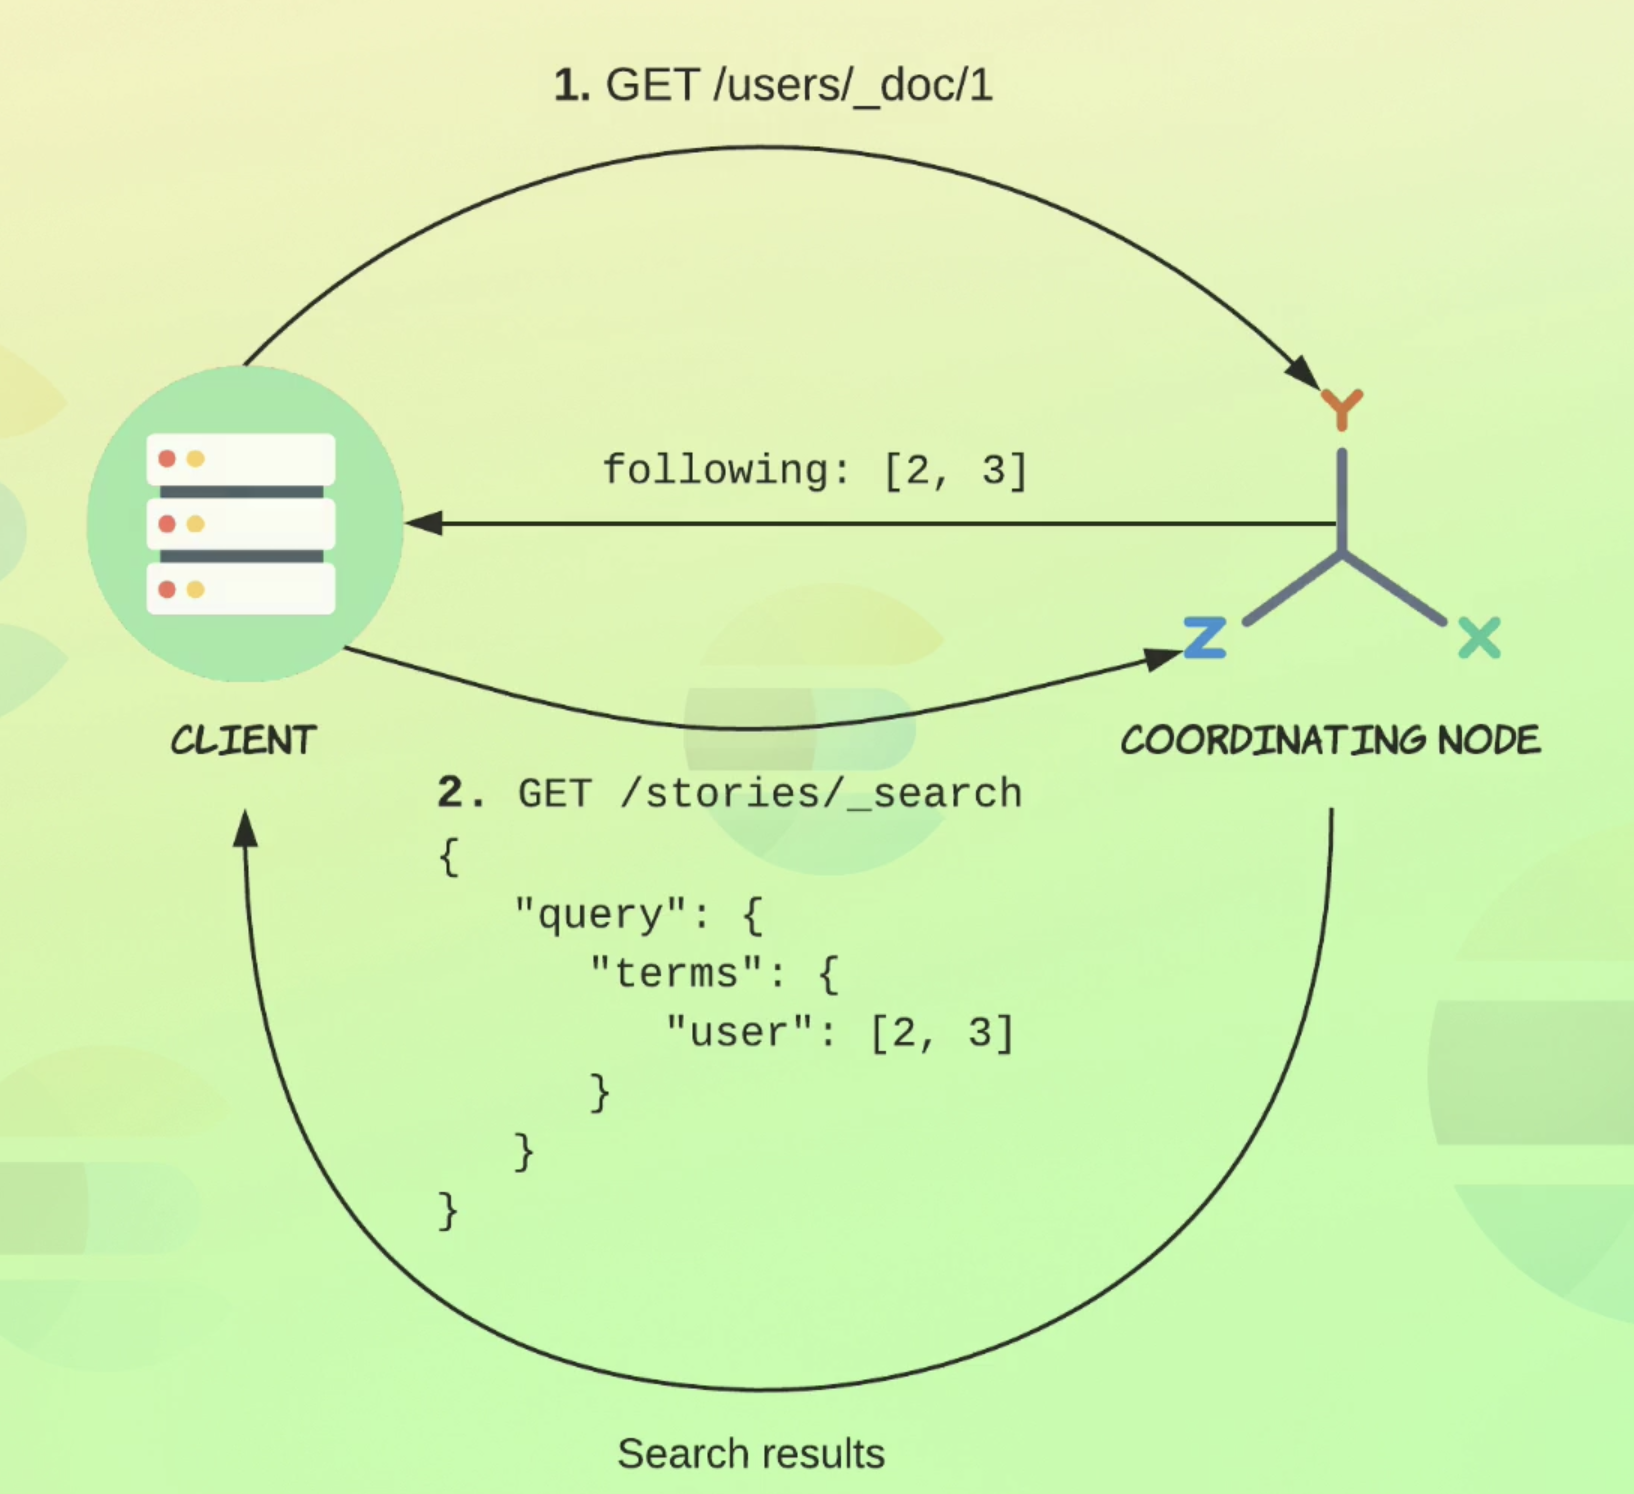 1. GET /users/_doc/1
Y
following: [2, 3]
Z
X
CLIENT
COORDINATING NODE
2. GET /stories/_search
{
"query": {
"terms": {
"user": [2, 3]
}
}
}
Search results